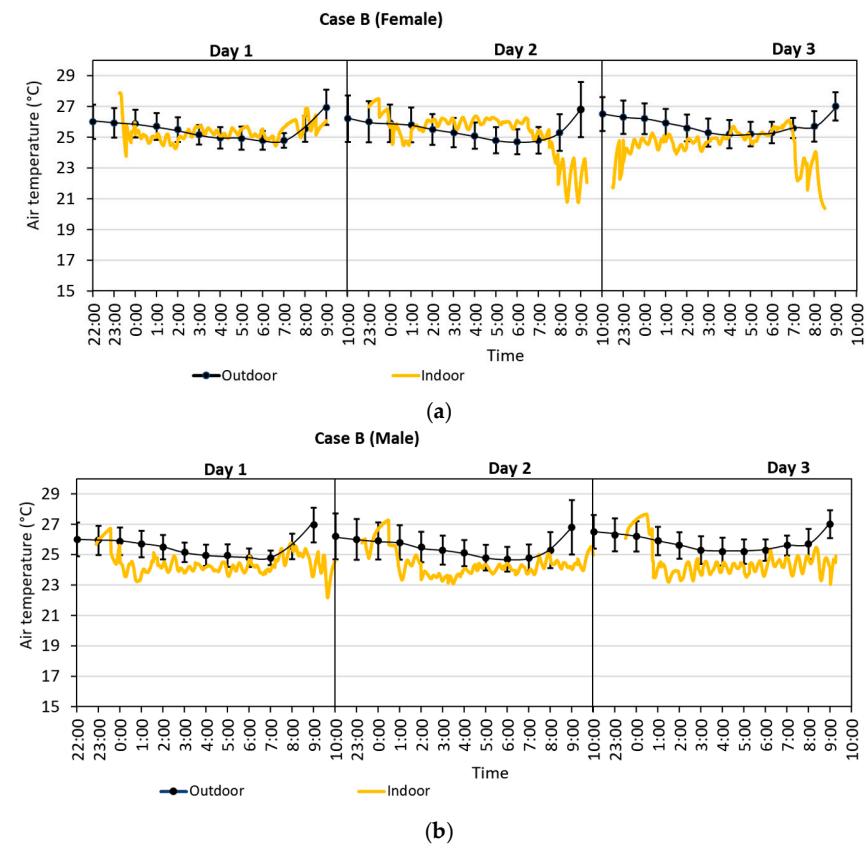 Case B (Female)
Day 1 Day 2 Day 3
Air temperature (°C)
29
27
25
23
21
19
17
15
22:00 23:00 0:00 1:00 2:00 3:00 4:00 5:00 6:00 7:00 8:00 9:00 10:00 23:00 0:00 1:00 2:00 3:00 4:00 5:00 6:00 7:00 8:00 9:00 10:00 23:00 0:00 1:00 2:00 3:00 4:00 5:00 6:00 7:00 8:00 9:00 10:00
Time
Outdoor Indoor
(a)
Case B (Male)
Day 1 Day 2 Day 3
Air temperature (°C)
29
27
25
23
21
19
17
15
22:00 23:00 0:00 1:00 2:00 3:00 4:00 5:00 6:00 7:00 8:00 9:00 10:00 23:00 0:00 1:00 2:00 3:00 4:00 5:00 6:00 7:00 8:00 9:00 10:00 23:00 0:00 1:00 2:00 3:00 4:00 5:00 6:00 7:00 8:00 9:00 10:00
Time
Outdoor Indoor
(b)